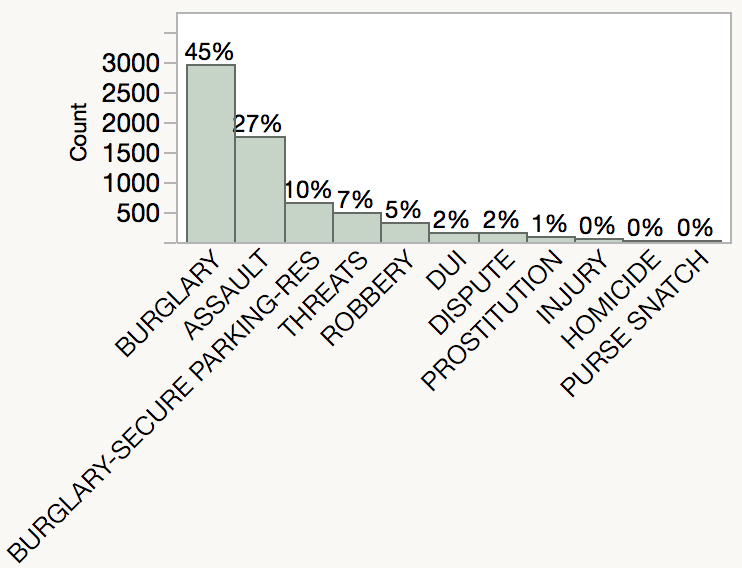 45%
27%
10%
7%
5%
2%
2%
1%
0%
0%
0%
3000
2500
2000
1500
1000
500
Count
BURGLARY
ASSAULT
BURGLARY-SECURE PARKING-RES
THREATS
ROBBERY
DUI
DISPUTE
PROSTITUTION
INJURY
HOMICIDE
PURSE SNATCH